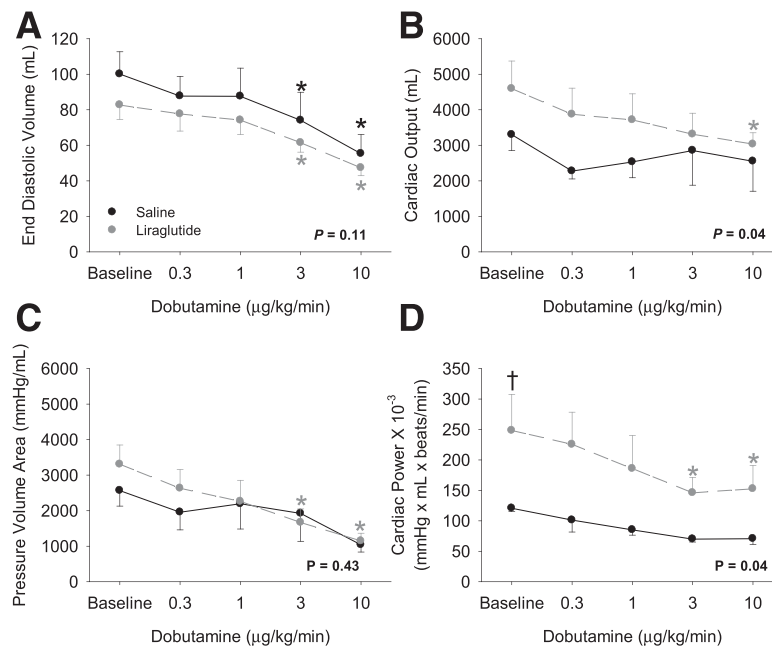 A
End Diastolic Volume (mL)
120
100
80
60
40
20
0
*
*
*
*
Saline
Liraglutide
P = 0.11
Baseline 0.3 1 3 10
Dobutamine (µg/kg/min)
B
Cardiac Output (mL)
6000
5000
4000
3000
2000
1000
0
*
P = 0.04
Baseline 0.3 1 3 10
Dobutamine (µg/kg/min)
C
Pressure Volume Area (mmHg/mL)
6000
5000
4000
3000
2000
1000
0
*
*
P = 0.43
Baseline 0.3 1 3 10
Dobutamine (µg/kg/min)
D
Cardiac Power X 10⁻³
(mmHg x mL x beats/min)
350
300
250
200
150
100
50
0
†
*
*
P = 0.04
Baseline 0.3 1 3 10
Dobutamine (µg/kg/min)